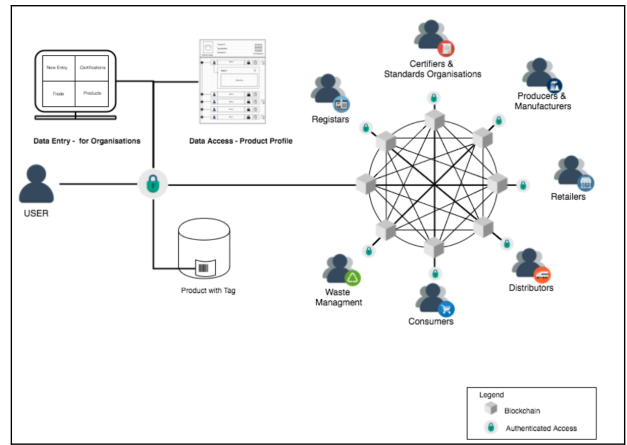 New Entry
Certifications
Trade
Products
Data Entry - for Organisations
Data Access - Product Profile
USER
Product with Tag
Certifiers &
Standards Organisations
Producers &
Manufacturers
Registars
Retailers
Distributors
Waste
Managment
Consumers
Legend
Blockchain
Authenticated Access